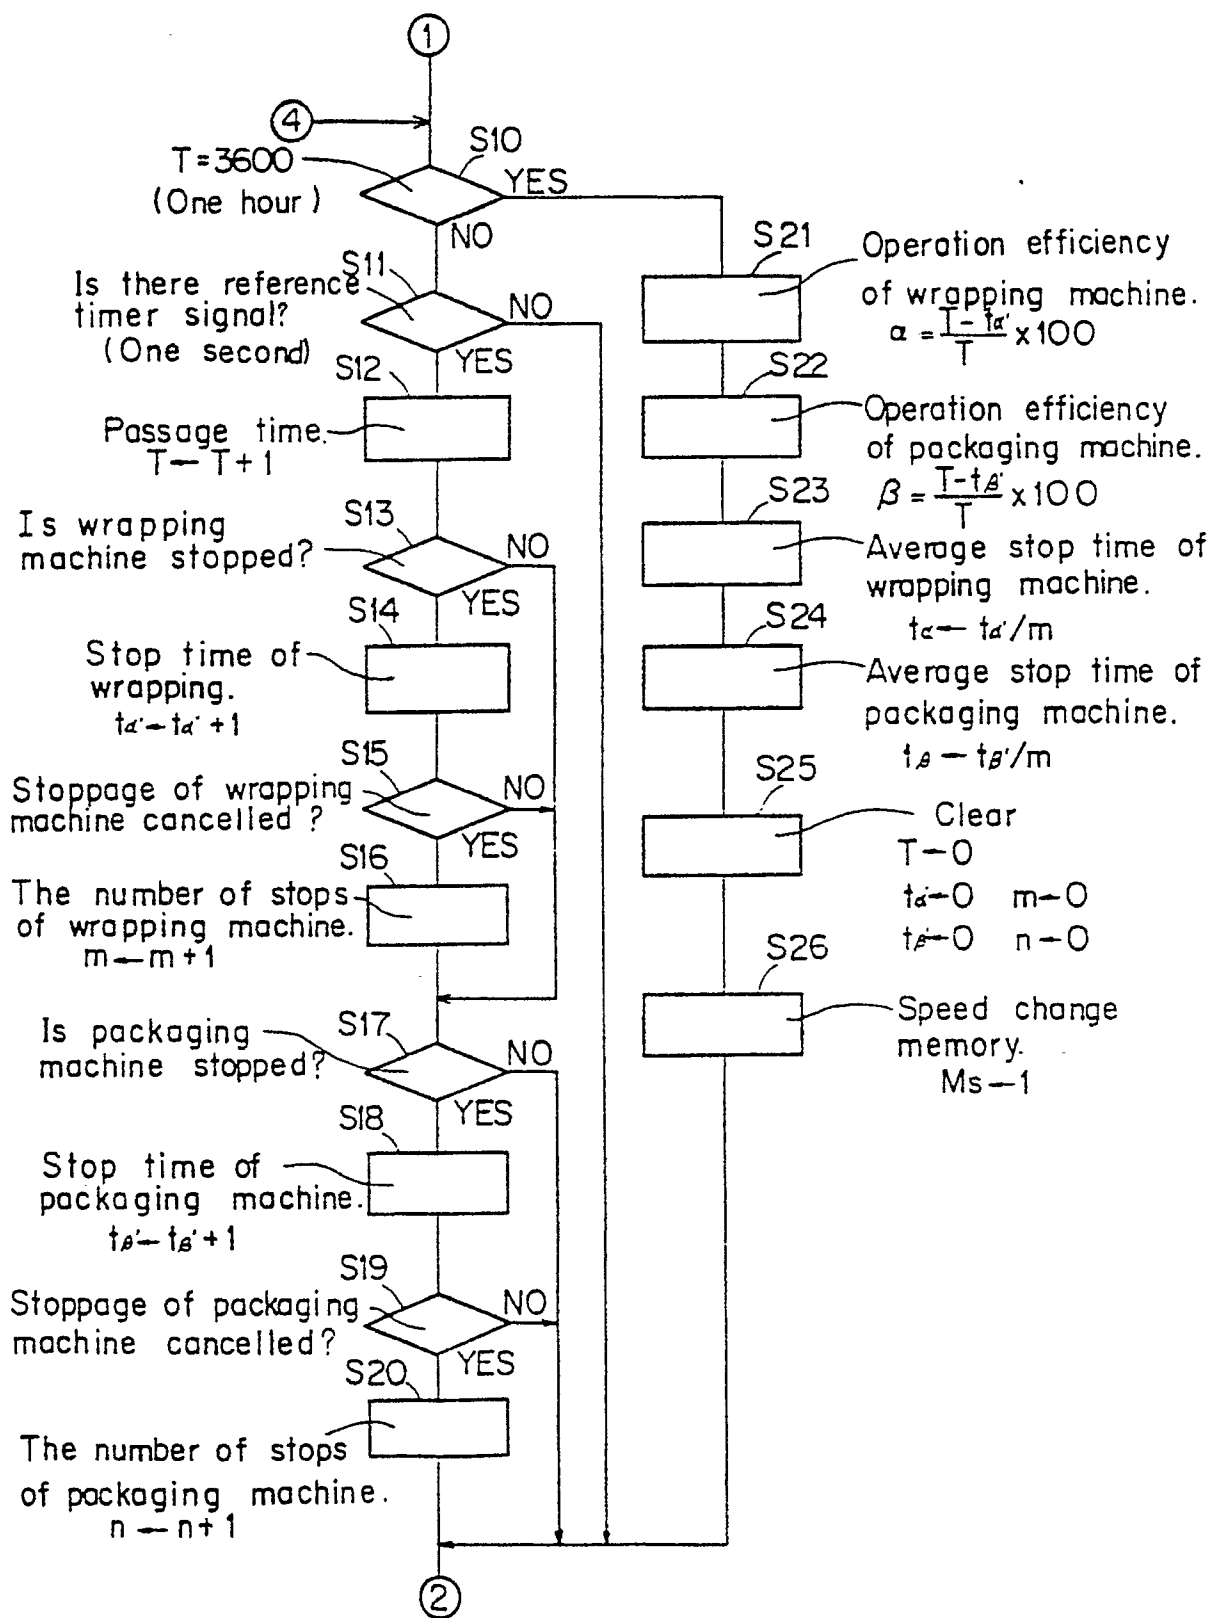 1
4
S10
T=3600
(One hour)
YES
NO
S11
Is there reference
timer signal?
(One second)
NO
YES
S12
Passage time.
T←T+1
S13
Is wrapping
machine stopped?
NO
YES
S14
Stop time of
wrapping.
tα'←tα'+1
S15
Stoppage of wrapping
machine cancelled?
NO
YES
S16
The number of stops
of wrapping machine.
m←m+1
S17
Is packaging
machine stopped?
NO
YES
S18
Stop time of
packaging machine.
tβ'←tβ'+1
S19
Stoppage of packaging
machine cancelled?
NO
YES
S20
The number of stops
of packaging machine.
n←n+1
2
S21
Operation efficiency
of wrapping machine.
α=T-tα'/T×100
S22
Operation efficiency
of packaging machine.
β=T-tβ'/T×100
S23
Average stop time of
wrapping machine.
tα←tα'/m
S24
Average stop time of
packaging machine.
tβ←tβ'/m
S25
Clear
T←0
tα'←0 m←0
tβ'←0 n←0
S26
Speed change
memory.
Ms←1